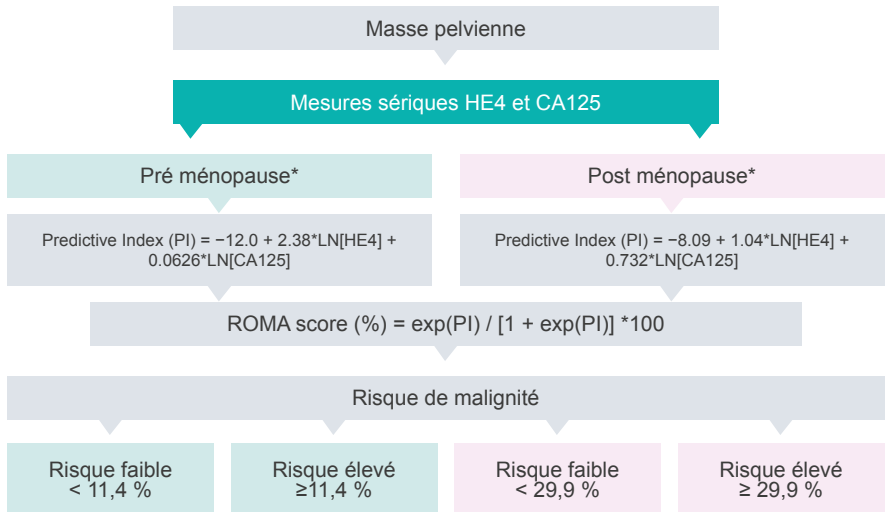 Masse pelvienne
Mesures sériques HE4 et CA125
Pré ménopause*
Post ménopause*
Predictive Index (PI) = −12.0 + 2.38*LN[HE4] +
0.0626*LN[CA125]
Predictive Index (PI) = −8.09 + 1.04*LN[HE4] +
0.732*LN[CA125]
ROMA score (%) = exp(PI) / [1 + exp(PI)] *100
Risque de malignité
Risque faible
< 11,4 %
Risque élevé
≥11,4 %
Risque faible
< 29,9 %
Risque élevé
≥ 29,9 %